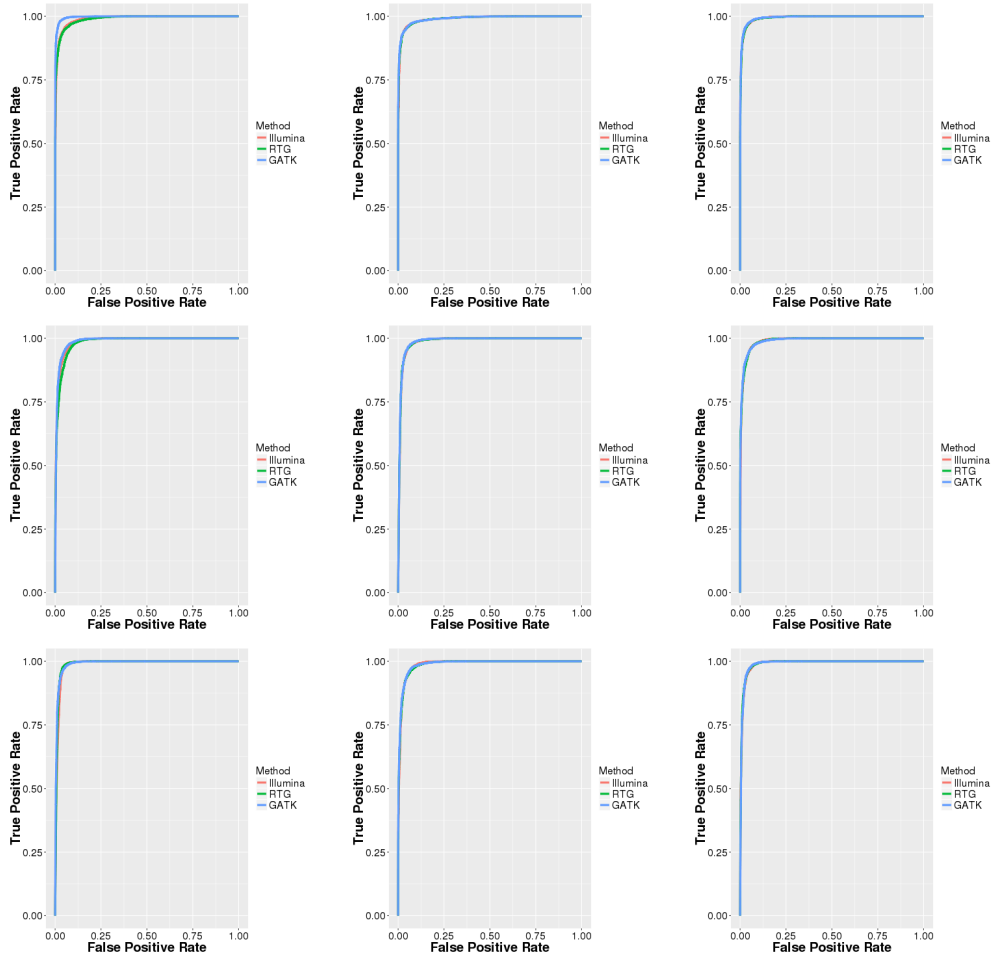 True Positive Rate
1.00
0.75
0.50
0.25
0.00
0.00 0.25 0.50 0.75 1.00
False Positive Rate
Method
Illumina
RTG
GATK
True Positive Rate
1.00
0.75
0.50
0.25
0.00
0.00 0.25 0.50 0.75 1.00
False Positive Rate
Method
Illumina
RTG
GATK
True Positive Rate
1.00
0.75
0.50
0.25
0.00
0.00 0.25 0.50 0.75 1.00
False Positive Rate
Method
Illumina
RTG
GATK
True Positive Rate
1.00
0.75
0.50
0.25
0.00
0.00 0.25 0.50 0.75 1.00
False Positive Rate
Method
Illumina
RTG
GATK
True Positive Rate
1.00
0.75
0.50
0.25
0.00
0.00 0.25 0.50 0.75 1.00
False Positive Rate
Method
Illumina
RTG
GATK
True Positive Rate
1.00
0.75
0.50
0.25
0.00
0.00 0.25 0.50 0.75 1.00
False Positive Rate
Method
Illumina
RTG
GATK
True Positive Rate
1.00
0.75
0.50
0.25
0.00
0.00 0.25 0.50 0.75 1.00
False Positive Rate
Method
Illumina
RTG
GATK
True Positive Rate
1.00
0.75
0.50
0.25
0.00
0.00 0.25 0.50 0.75 1.00
False Positive Rate
Method
Illumina
RTG
GATK
True Positive Rate
1.00
0.75
0.50
0.25
0.00
0.00 0.25 0.50 0.75 1.00
False Positive Rate
Method
Illumina
RTG
GATK